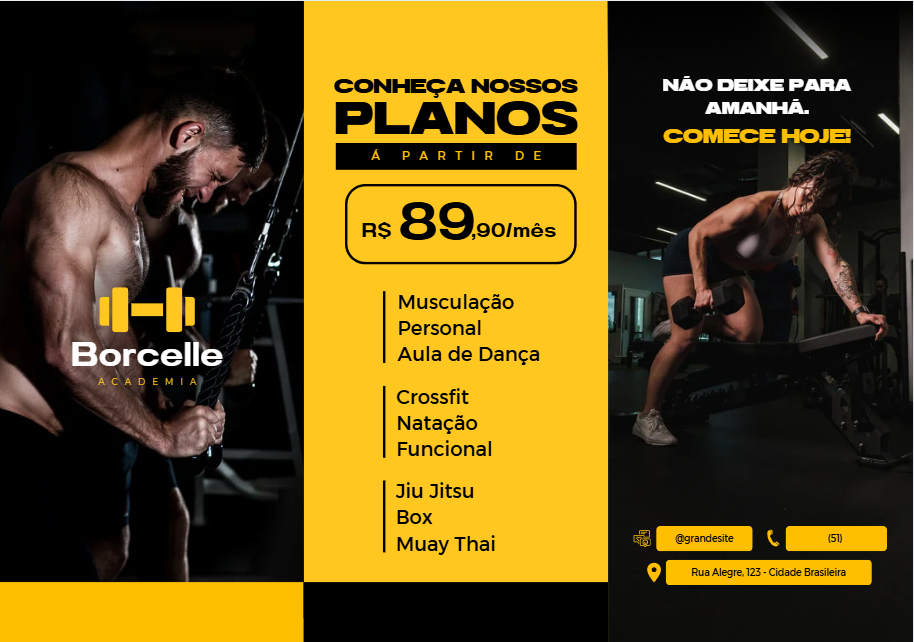 Borcelle
ACADEMIA
CONHEÇA NOSSOS
PLANOS
Á PARTIR DE
R$ 89,90/mês
Musculação
Personal
Aula de Dança
Crossfit
Natação
Funcional
Jiu Jitsu
Box
Muay Thai
NÃO DEIXE PARA
AMANHÃ.
COMECE HOJE!
@grandesite
(51)
Rua Alegre, 123 - Cidade Brasileira